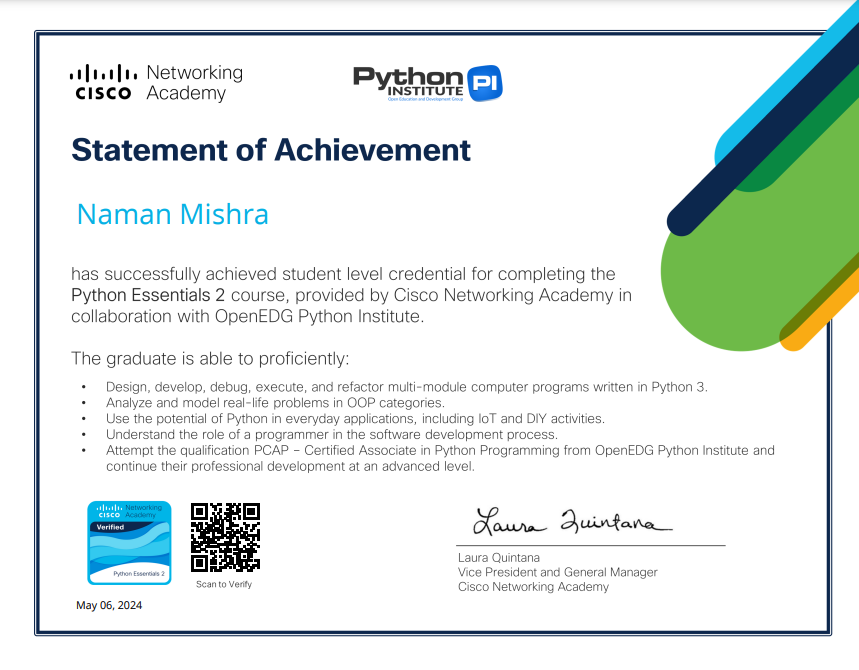 Networking
CISCO Academy
Python PI
INSTITUTE
Open Education and Development Group
Statement of Achievement
Naman Mishra
has successfully achieved student level credential for completing the
Python Essentials 2 course, provided by Cisco Networking Academy in
collaboration with OpenEDG Python Institute.
The graduate is able to proficiently:
• Design, develop, debug, execute, and refactor multi-module computer programs written in Python 3.
• Analyze and model real-life problems in OOP categories.
• Use the potential of Python in everyday applications, including IoT and DIY activities.
• Understand the role of a programmer in the software development process.
• Attempt the qualification PCAP – Certified Associate in Python Programming from OpenEDG Python Institute and
continue their professional development at an advanced level.
Networking
CISCO Academy
Verified
Python Essentials 2
Scan to Verify
May 06, 2024
Laura Quintana
Laura Quintana
Vice President and General Manager
Cisco Networking Academy